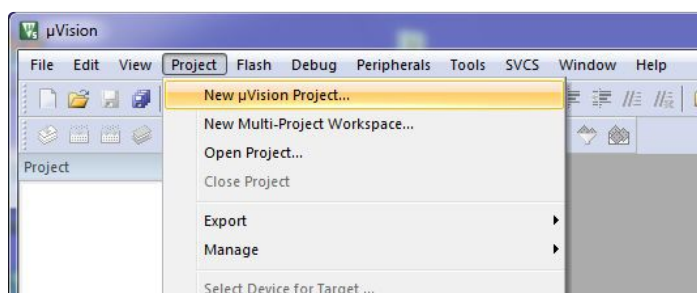 µVision
File Edit View Project Flash Debug Peripherals Tools SVCS Window Help
New µVision Project...
New Multi-Project Workspace...
Open Project...
Project
Close Project
Export
Manage
Select Device for Target ...